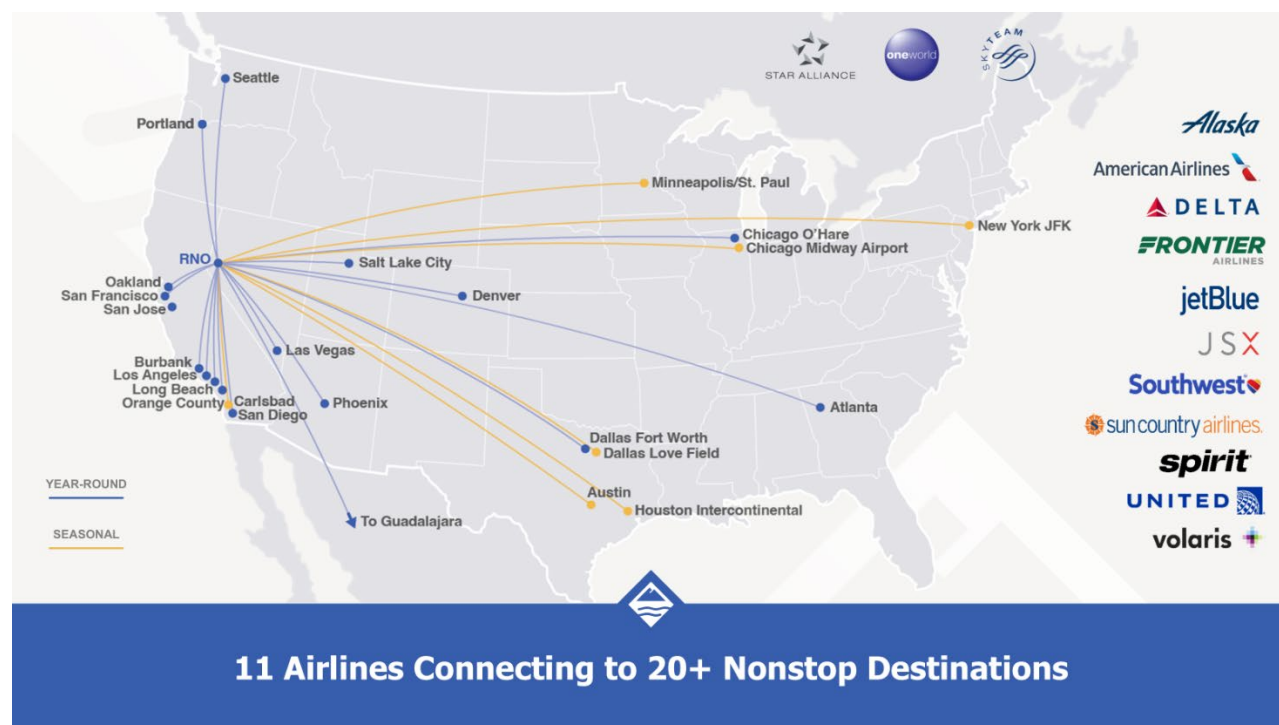 STAR ALLIANCE
oneworld
SKYTEAM
Seattle
Portland
Minneapolis/St. Paul
New York JFK
Chicago O'Hare
Chicago Midway Airport
RNO
Salt Lake City
Oakland
San Francisco
San Jose
Denver
Las Vegas
Burbank
Los Angeles
Long Beach
Orange County
Carlsbad
San Diego
Phoenix
Atlanta
Dallas Fort Worth
Dallas Love Field
Austin
Houston Intercontinental
To Guadalajara
YEAR-ROUND
SEASONAL
Alaska
American Airlines
DELTA
FRONTIER
AIRLINES
jetBlue
JSX
Southwest
sun country airlines.
spirit
UNITED
volaris
11 Airlines Connecting to 20+ Nonstop Destinations